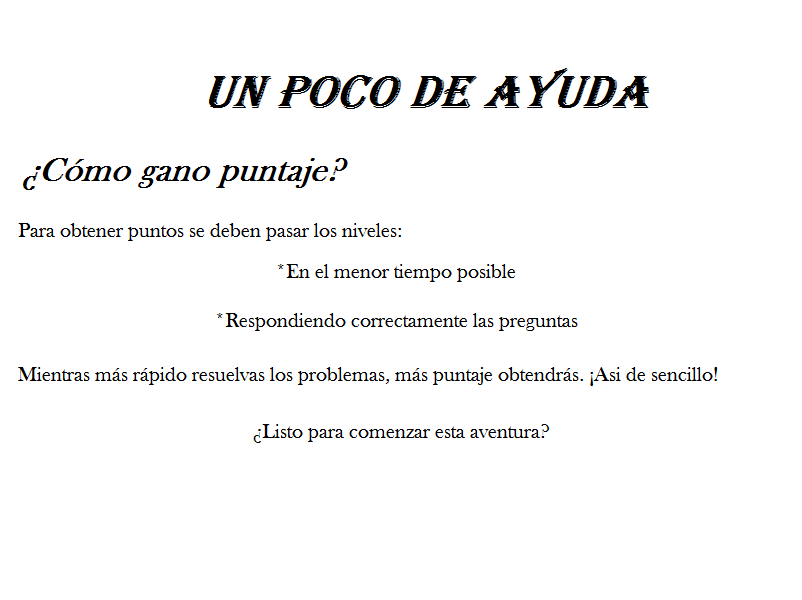 UN POCO DE AYUDA
¿Cómo gano puntaje?
Para obtener puntos se deben pasar los niveles:
*En el menor tiempo posible
*Respondiendo correctamente las preguntas
Mientras más rápido resuelvas los problemas, más puntaje obtendrás. ¡Asi de sencillo!
¿Listo para comenzar esta aventura?